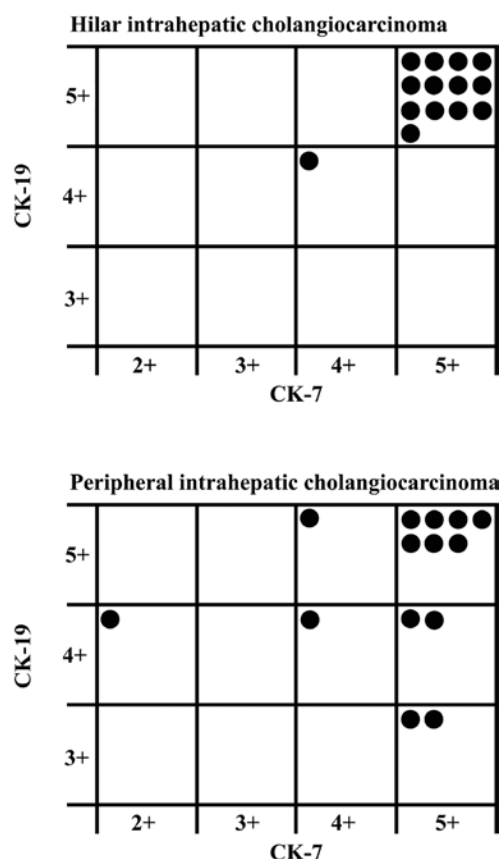 Hilar intrahepatic cholangiocarcinoma
5+
CK-19
4+
3+
2+ 3+ 4+ 5+
CK-7
Peripheral intrahepatic cholangiocarcinoma
5+
CK-19
4+
3+
2+ 3+ 4+ 5+
CK-7